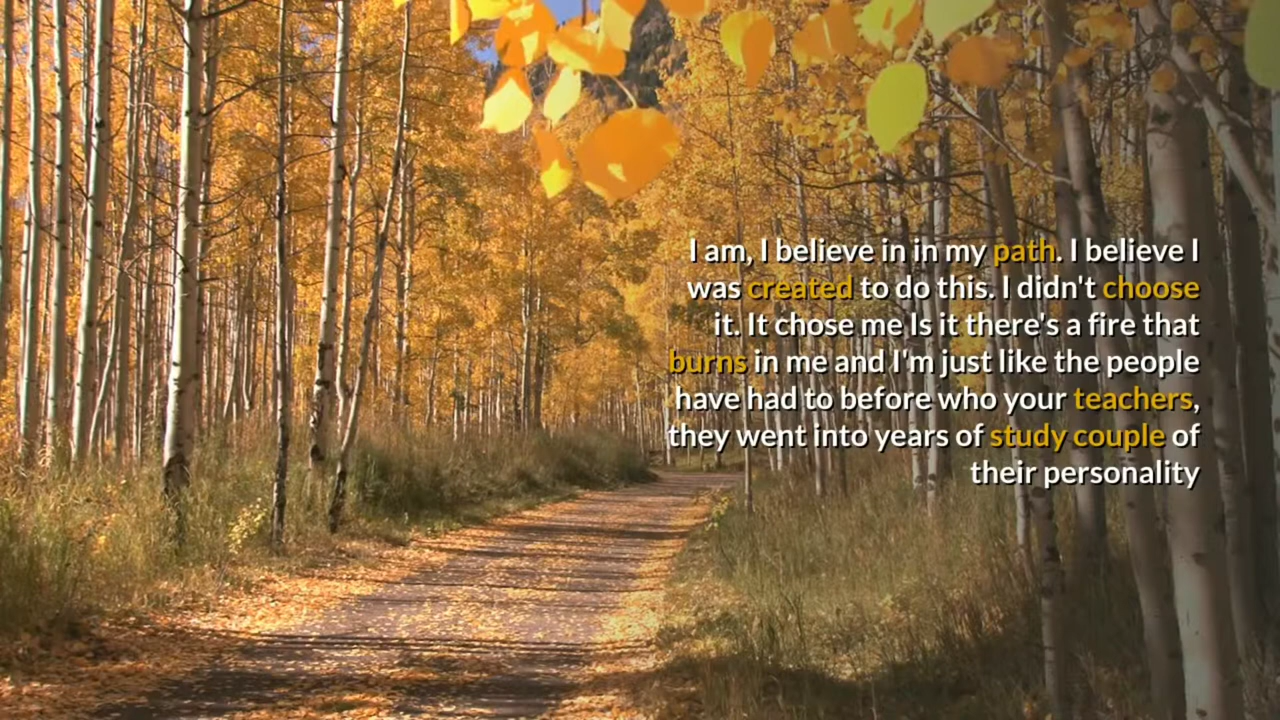 I am, I believe in in my path. I believe I
was created to do this. I didn't choose
it. It chose me Is it there's a fire that
burns in me and I'm just like the people
have had to before who your teachers,
they went into years of study couple of
their personality